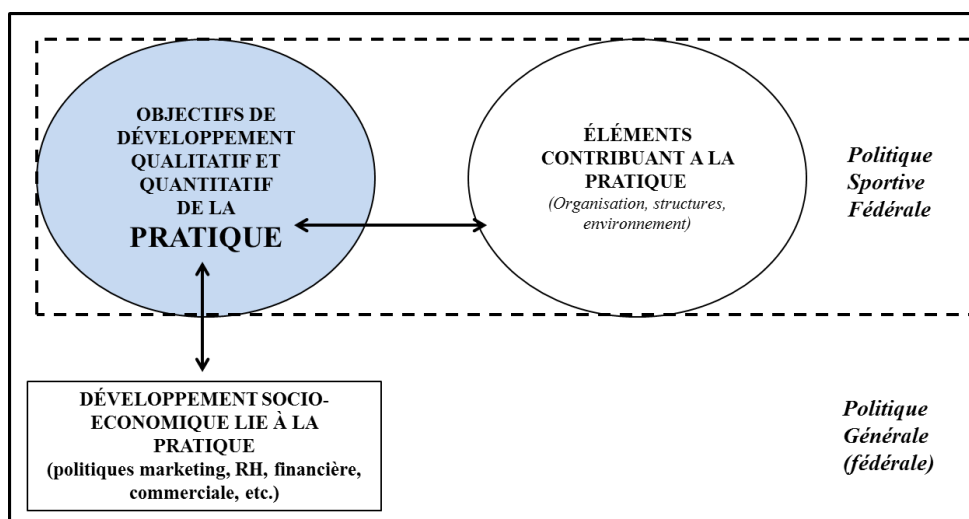 OBJECTIFS DE
DÉVELOPPEMENT
QUALITATIF ET
QUANTITATIF
DE LA
PRATIQUE
ÉLÉMENTS
CONTRIBUANT A LA
PRATIQUE
(Organisation, structures,
environnement)
Politique
Sportive
Fédérale
DÉVELOPPEMENT SOCIO-
ECONOMIQUE LIE À LA
PRATIQUE
(politiques marketing, RH, financière,
commerciale, etc.)
Politique
Générale
(fédérale)